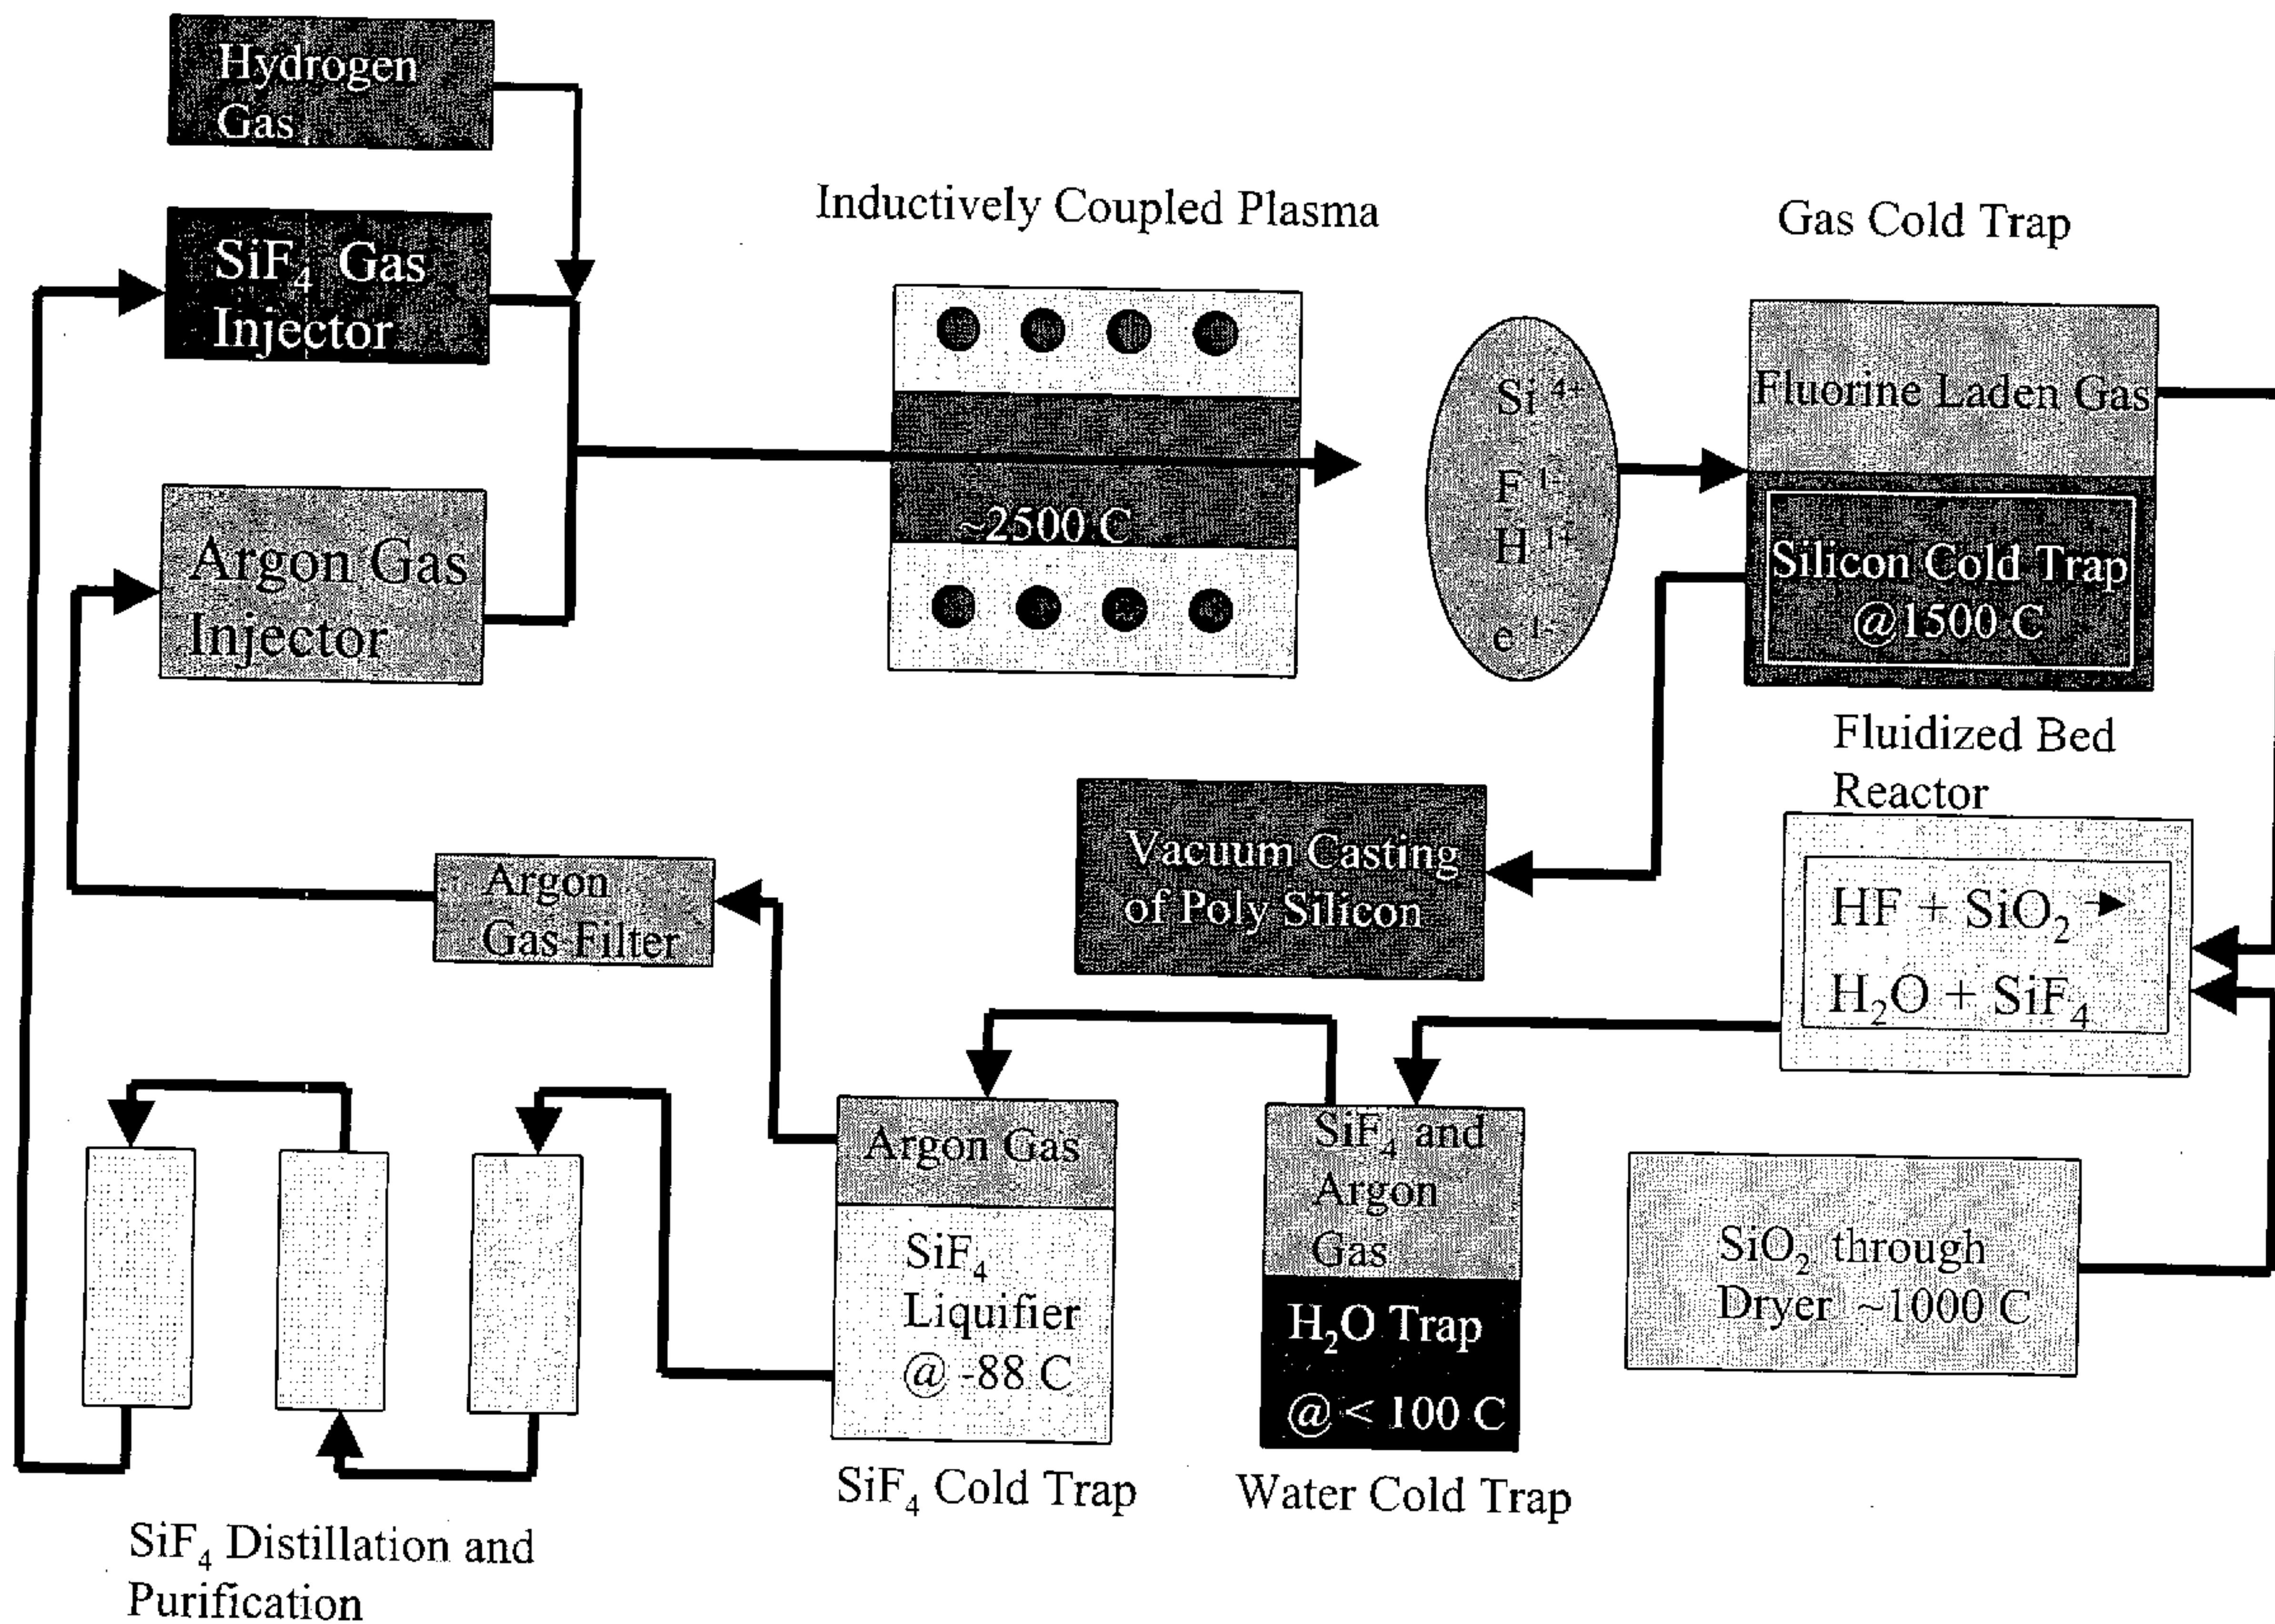 Hydrogen
Gas
SiF₄ Gas
Injector
Argon Gas
Injector
Inductively Coupled Plasma
~2500 C
Si 4+
F 1-
H 1+
e 1-
Gas Cold Trap
Fluorine Laden Gas
Silicon Cold Trap
@1500 C
Fluidized Bed
Reactor
HF + SiO₂ →
H₂O + SiF₄
Vacuum Casting
of Poly Silicon
Argon
Gas Filter
Argon Gas
SiF₄
Liquifier
@ -88 C
SiF₄ Cold Trap
SiF₄ and
Argon
Gas
H₂O Trap
@ < 100 C
Water Cold Trap
SiO₂ through
Dryer ~1000 C
SiF₄ Distillation and
Purification